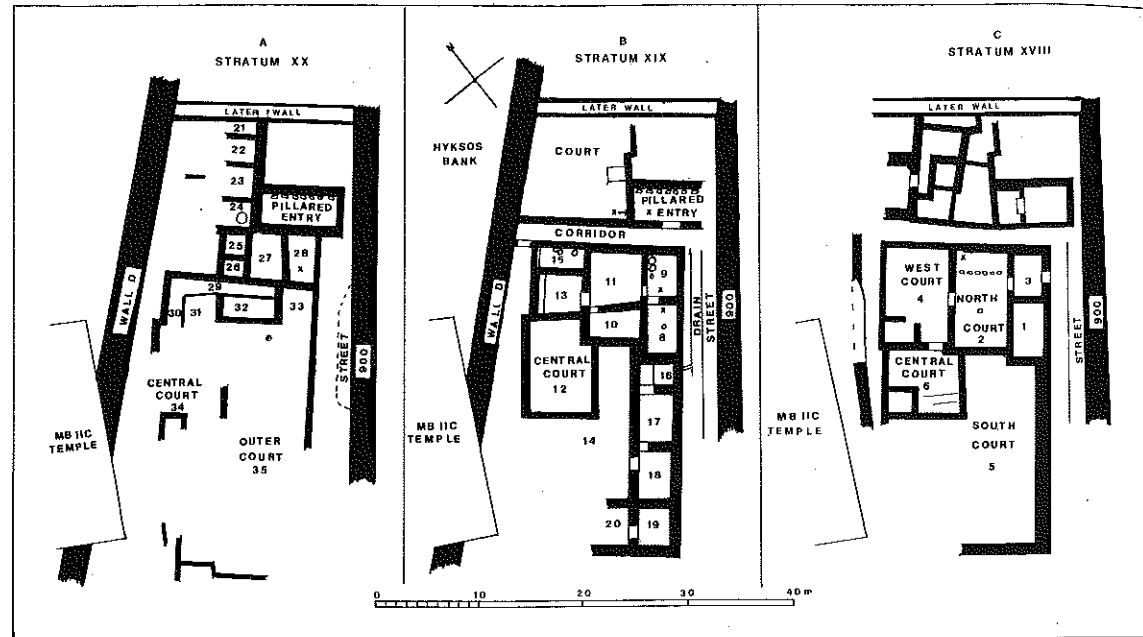 A
STRATUM XX
LATER ? WALL
21
22
23
24
PILLARED
ENTRY
25
26
27
28
x
29
30
31
32
33
WALL D
STREET
900
CENTRAL
COURT
34
MB IIC
TEMPLE
OUTER
COURT
35
B
STRATUM XIX
N
LATER WALL
HYKSOS
BANK
COURT
PILLARED
x
x ENTRY
CORRIDOR
15
11
9
x
13
10
x
8
DRAIN
STREET
WALL D
900
CENTRAL
COURT
12
16
MB IIC
TEMPLE
14
17
18
20
19
C
STRATUM XVIII
LATER WALL
WEST
COURT
4
x
NORTH
COURT
2
3
1
STREET
900
CENTRAL
COURT
6
MB IIC
TEMPLE
SOUTH
COURT
5
0
10
20
30
40 m